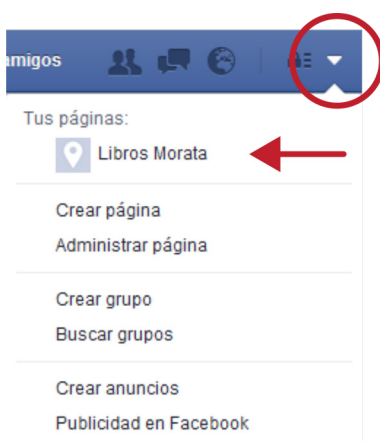 amigos
Tus páginas:
Libros Morata
Crear página
Administrar página
Crear grupo
Buscar grupos
Crear anuncios
Publicidad en Facebook